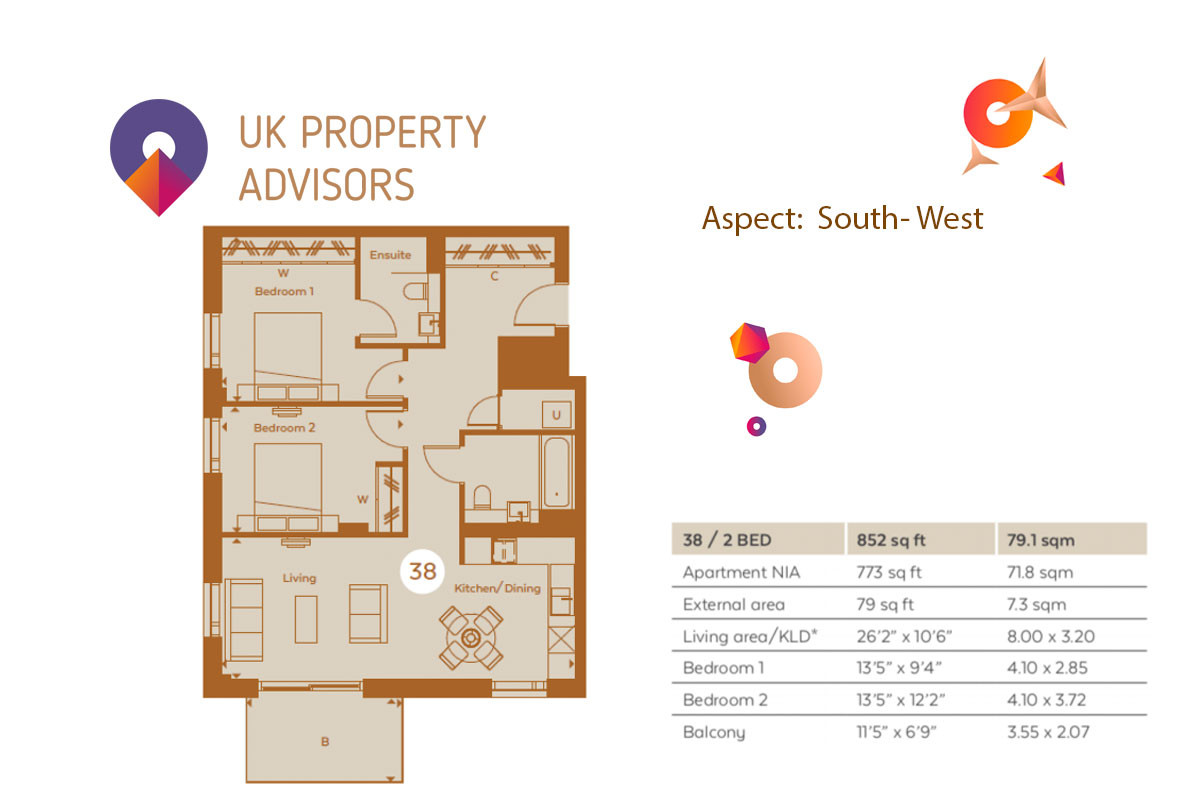 UK PROPERTY
ADVISORS
Aspect: South- West
Ensuite
W
C
Bedroom 1
U
Bedroom 2
W
38
Living
Kitchen/Dining
B
38 / 2 BED 852 sq ft 79.1 sqm
Apartment NIA 773 sq ft 71.8 sqm
External area 79 sq ft 7.3 sqm
Living area/KLD* 26'2" x 10'6" 8.00 x 3.20
Bedroom 1 13'5" x 9'4" 4.10 x 2.85
Bedroom 2 13'5" x 12'2" 4.10 x 3.72
Balcony 11'5" x 6'9" 3.55 x 2.07